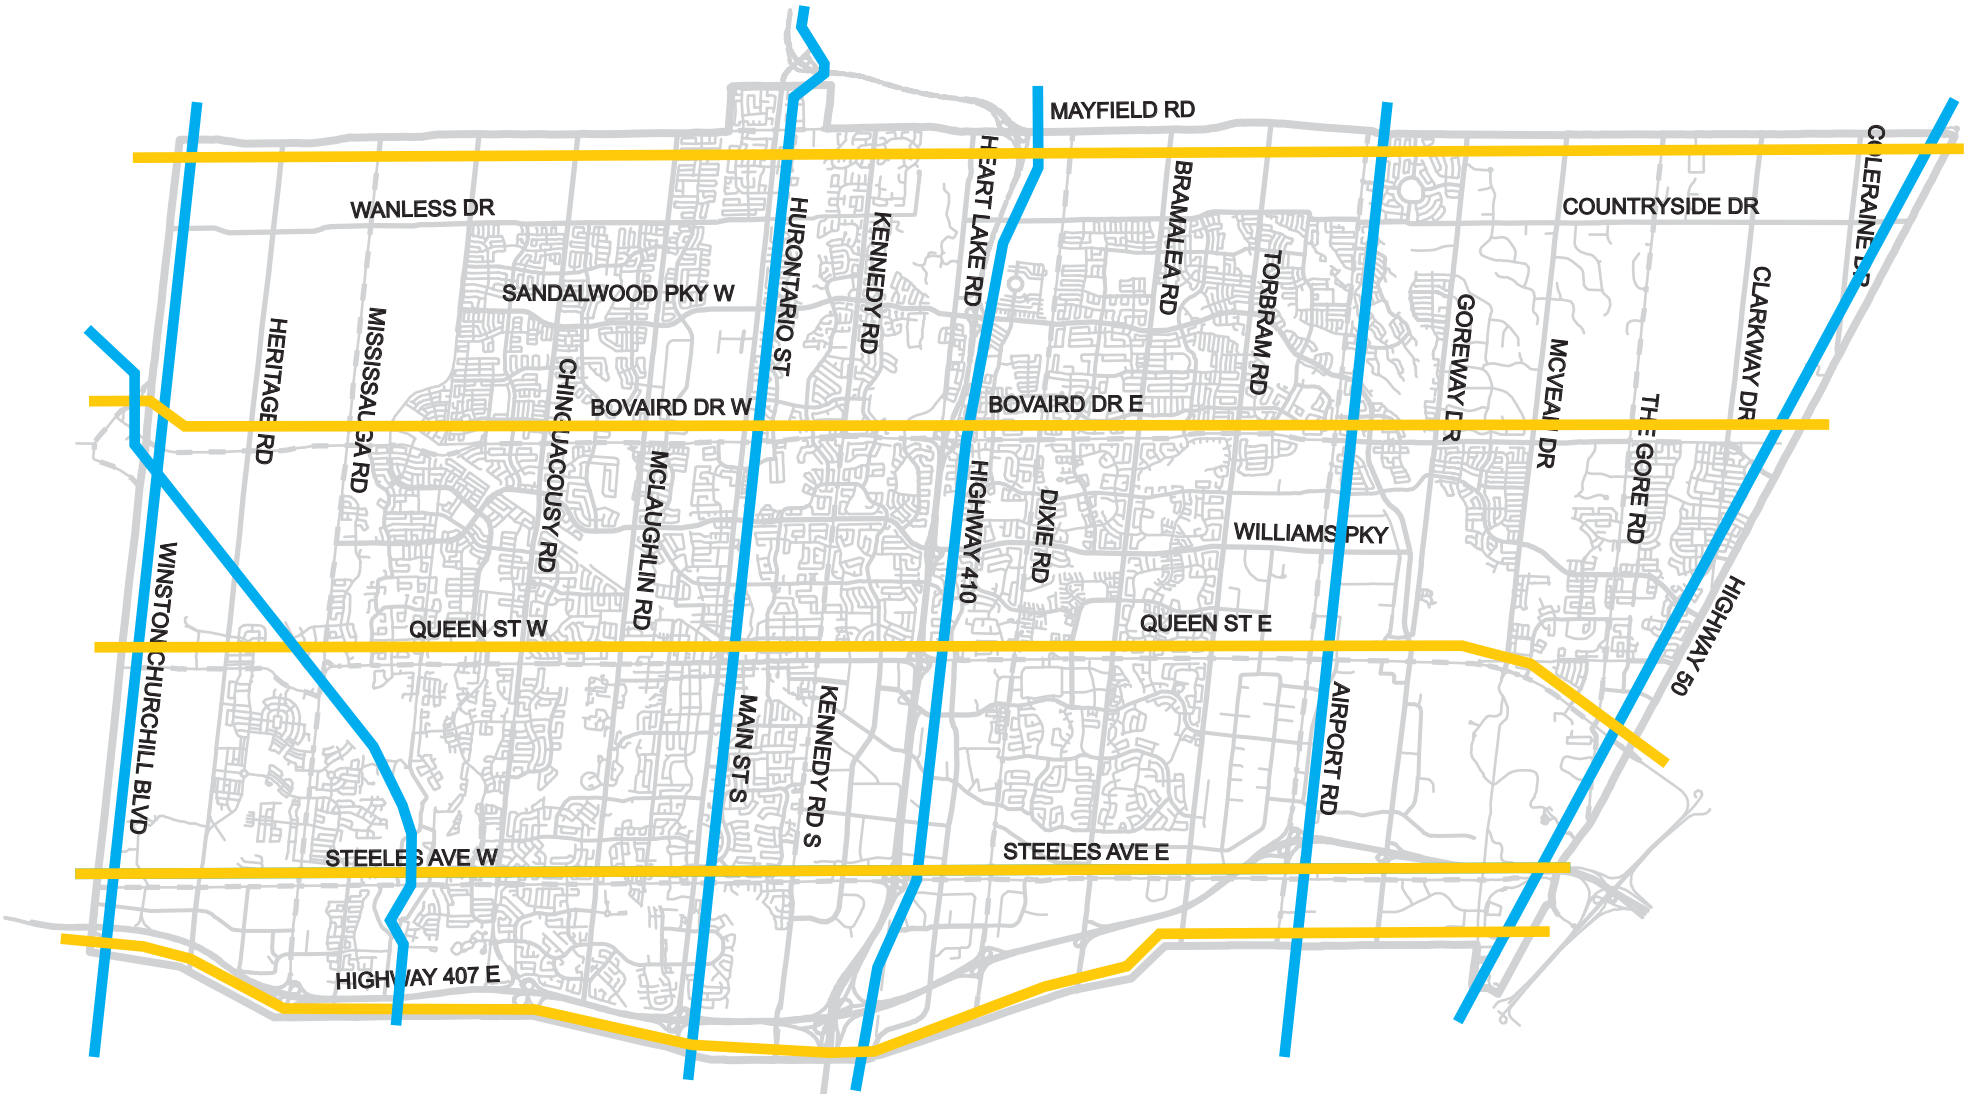 MAYFIELD RD
WANLESS DR
COUNTRYSIDE DR
HEART LAKE RD
BRAMALEA RD
COLERAINE DR
HURONTARIO ST
KENNEDY RD
TORBRAM RD
SANDALWOOD PKY W
HERITAGE RD
MISSISSAUGA RD
GOREWAY DR
CLARKWAY DR
CHINGUACOUSY RD
MCVEAN DR
BOVAIRD DR W
BOVAIRD DR E
THE GORE RD
MCLAUGHLIN RD
HIGHWAY 410
DIXIE RD
WILLIAMS PKY
WINSTON CHURCHILL BLVD
HIGHWAY 50
QUEEN ST W
QUEEN ST E
MAIN ST S
KENNEDY RD S
AIRPORT RD
STEELES AVE W
STEELES AVE E
HIGHWAY 407 E